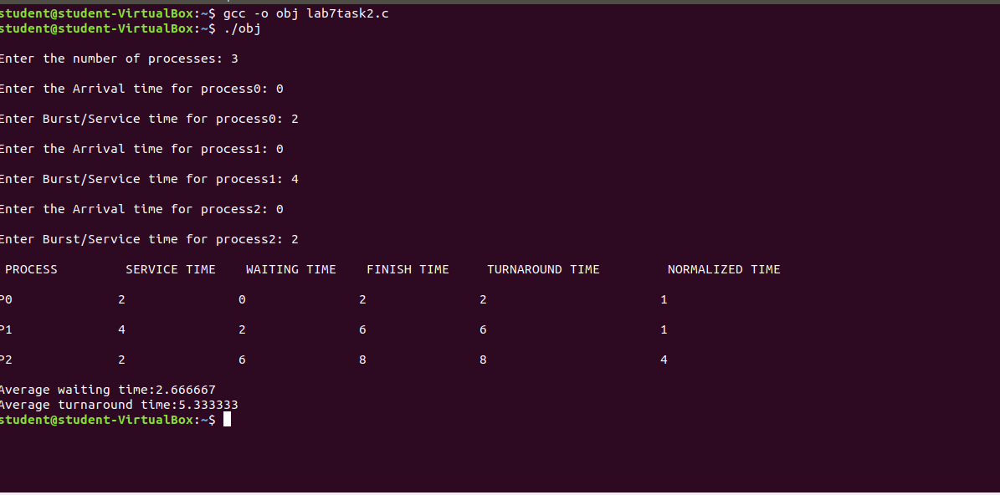 student@student-VirtualBox:~$ gcc -o obj lab7task2.c
student@student-VirtualBox:~$ ./obj
Enter the number of processes: 3
Enter the Arrival time for process0: 0
Enter Burst/Service time for process0: 2
Enter the Arrival time for process1: 0
Enter Burst/Service time for process1: 4
Enter the Arrival time for process2: 0
Enter Burst/Service time for process2: 2
PROCESS SERVICE TIME WAITING TIME FINISH TIME TURNAROUND TIME NORMALIZED TIME
P0 2 0 2 2 1
P1 4 2 6 6 1
P2 2 6 8 8 4
Average waiting time:2.666667
Average turnaround time:5.333333
student@student-VirtualBox:~$